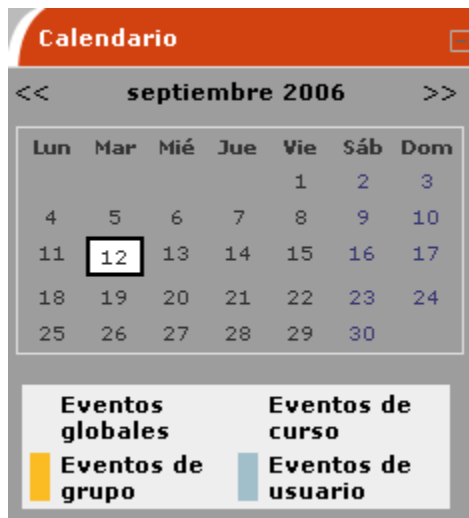 Calendario
<< septiembre 2006 >>
Lun Mar Mié Jue Vie Sáb Dom
1 2 3
4 5 6 7 8 9 10
11 12 13 14 15 16 17
18 19 20 21 22 23 24
25 26 27 28 29 30
Eventos globales
Eventos de curso
Eventos de grupo
Eventos de usuario